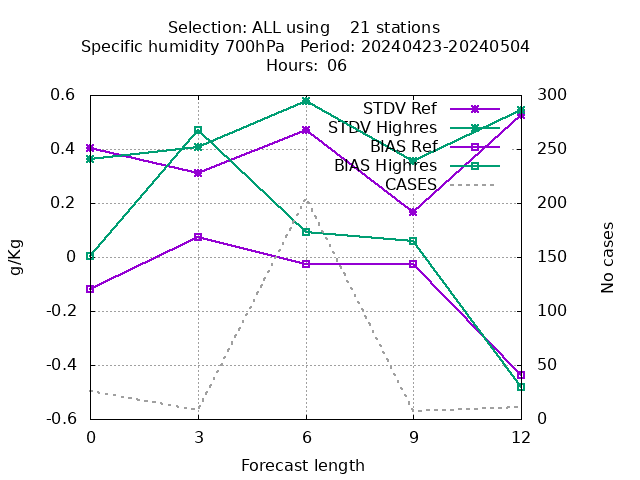 Selection: ALL using    21 stations
Specific humidity 700hPa   Period: 20240423-20240504
Hours: 06
0.6
0.4
0.2
0
-0.2
-0.4
-0.6
g/Kg
STDV Ref
STDV Highres
BIAS Ref
BIAS Highres
CASES
300
250
200
150
100
50
0
No cases
0 3 6 9 12
Forecast length